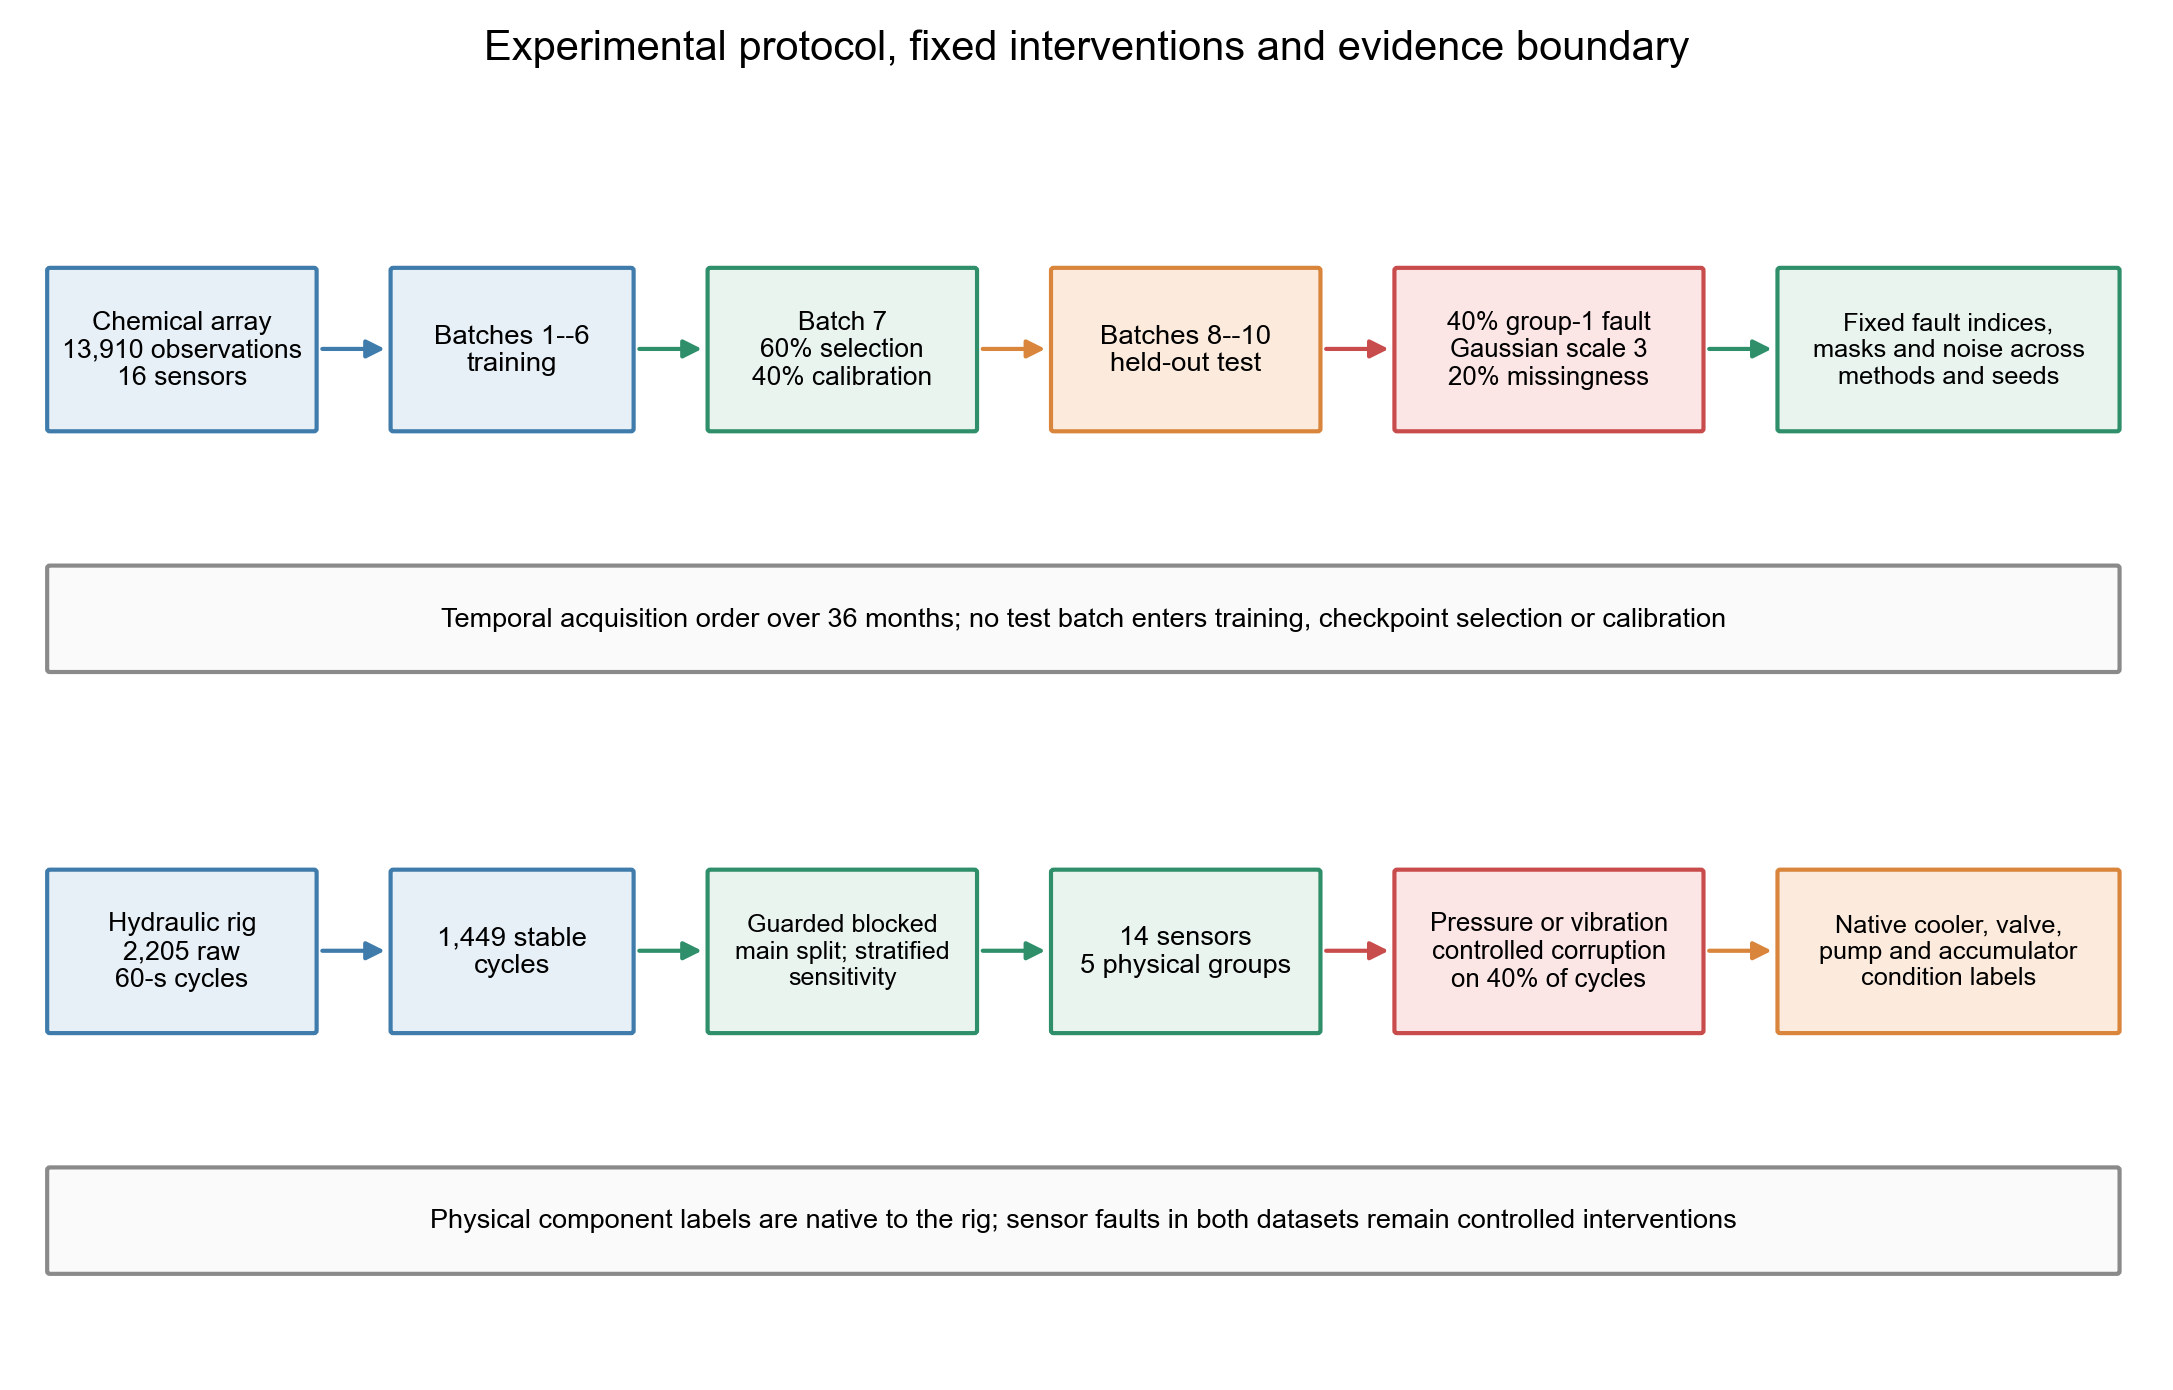 Experimental protocol, fixed interventions and evidence boundary
Chemical array
13,910 observations
16 sensors
Batches 1--6
training
Batch 7
60% selection
40% calibration
Batches 8--10
held-out test
40% group-1 fault
Gaussian scale 3
20% missingness
Fixed fault indices,
masks and noise across
methods and seeds
Temporal acquisition order over 36 months; no test batch enters training, checkpoint selection or calibration
Hydraulic rig
2,205 raw
60-s cycles
1,449 stable
cycles
Guarded blocked
main split; stratified
sensitivity
14 sensors
5 physical groups
Pressure or vibration
controlled corruption
on 40% of cycles
Native cooler, valve,
pump and accumulator
condition labels
Physical component labels are native to the rig; sensor faults in both datasets remain controlled interventions